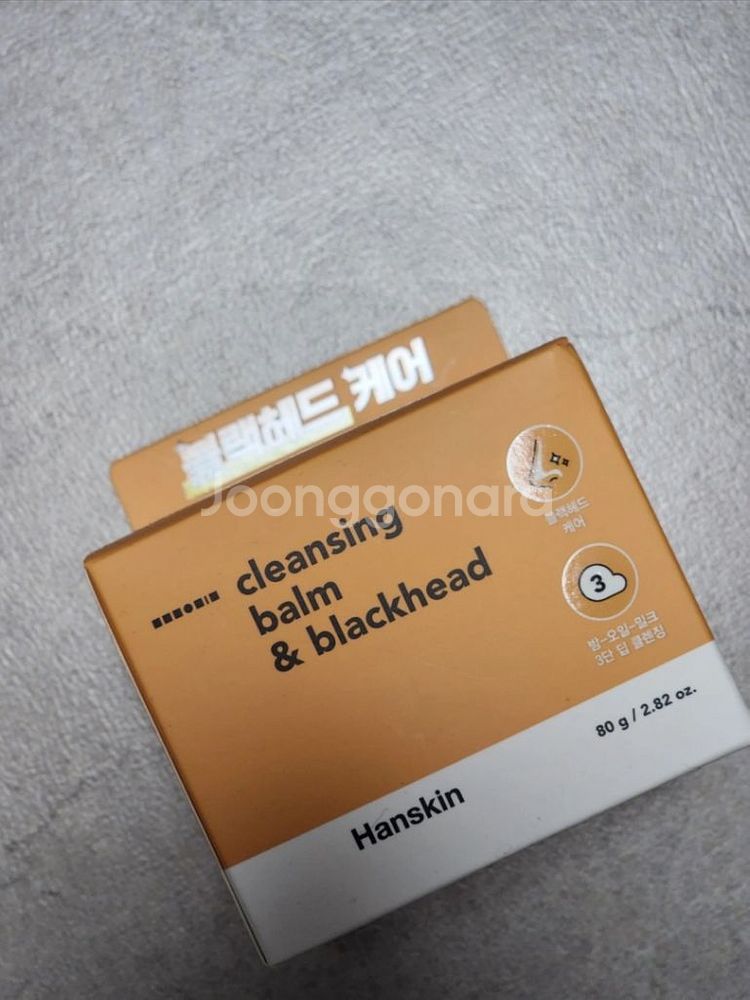 블랙헤드 케어
Joonggonara
cleansing
balm
& blackhead
블랙헤드
케어
3
밤-오일-밀크
3단 딥 클렌징
80 g / 2.82 oz.
Hanskin